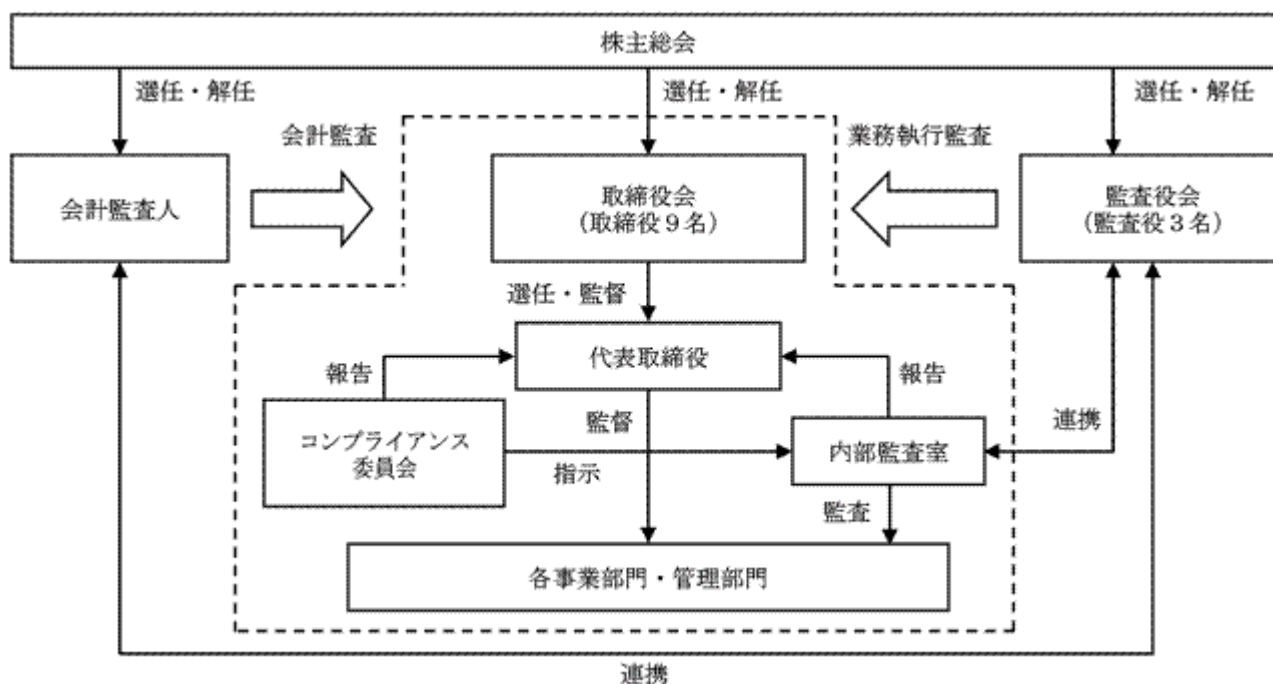 株主総会
選任・解任
選任・解任
選任・解任
会計監査
業務執行監査
会計監査人
取締役会
（取締役９名）
監査役会
（監査役３名）
選任・監督
代表取締役
報告
報告
コンプライアンス
委員会
監督
指示
内部監査室
連携
監査
各事業部門・管理部門
連携